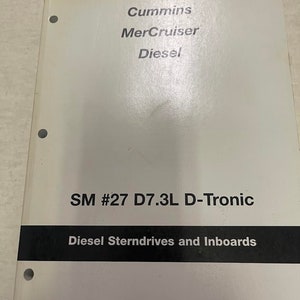 Cummins
MerCruiser
Diesel
SM #27 D7.3L D-Tronic
Diesel Sterndrives and Inboards